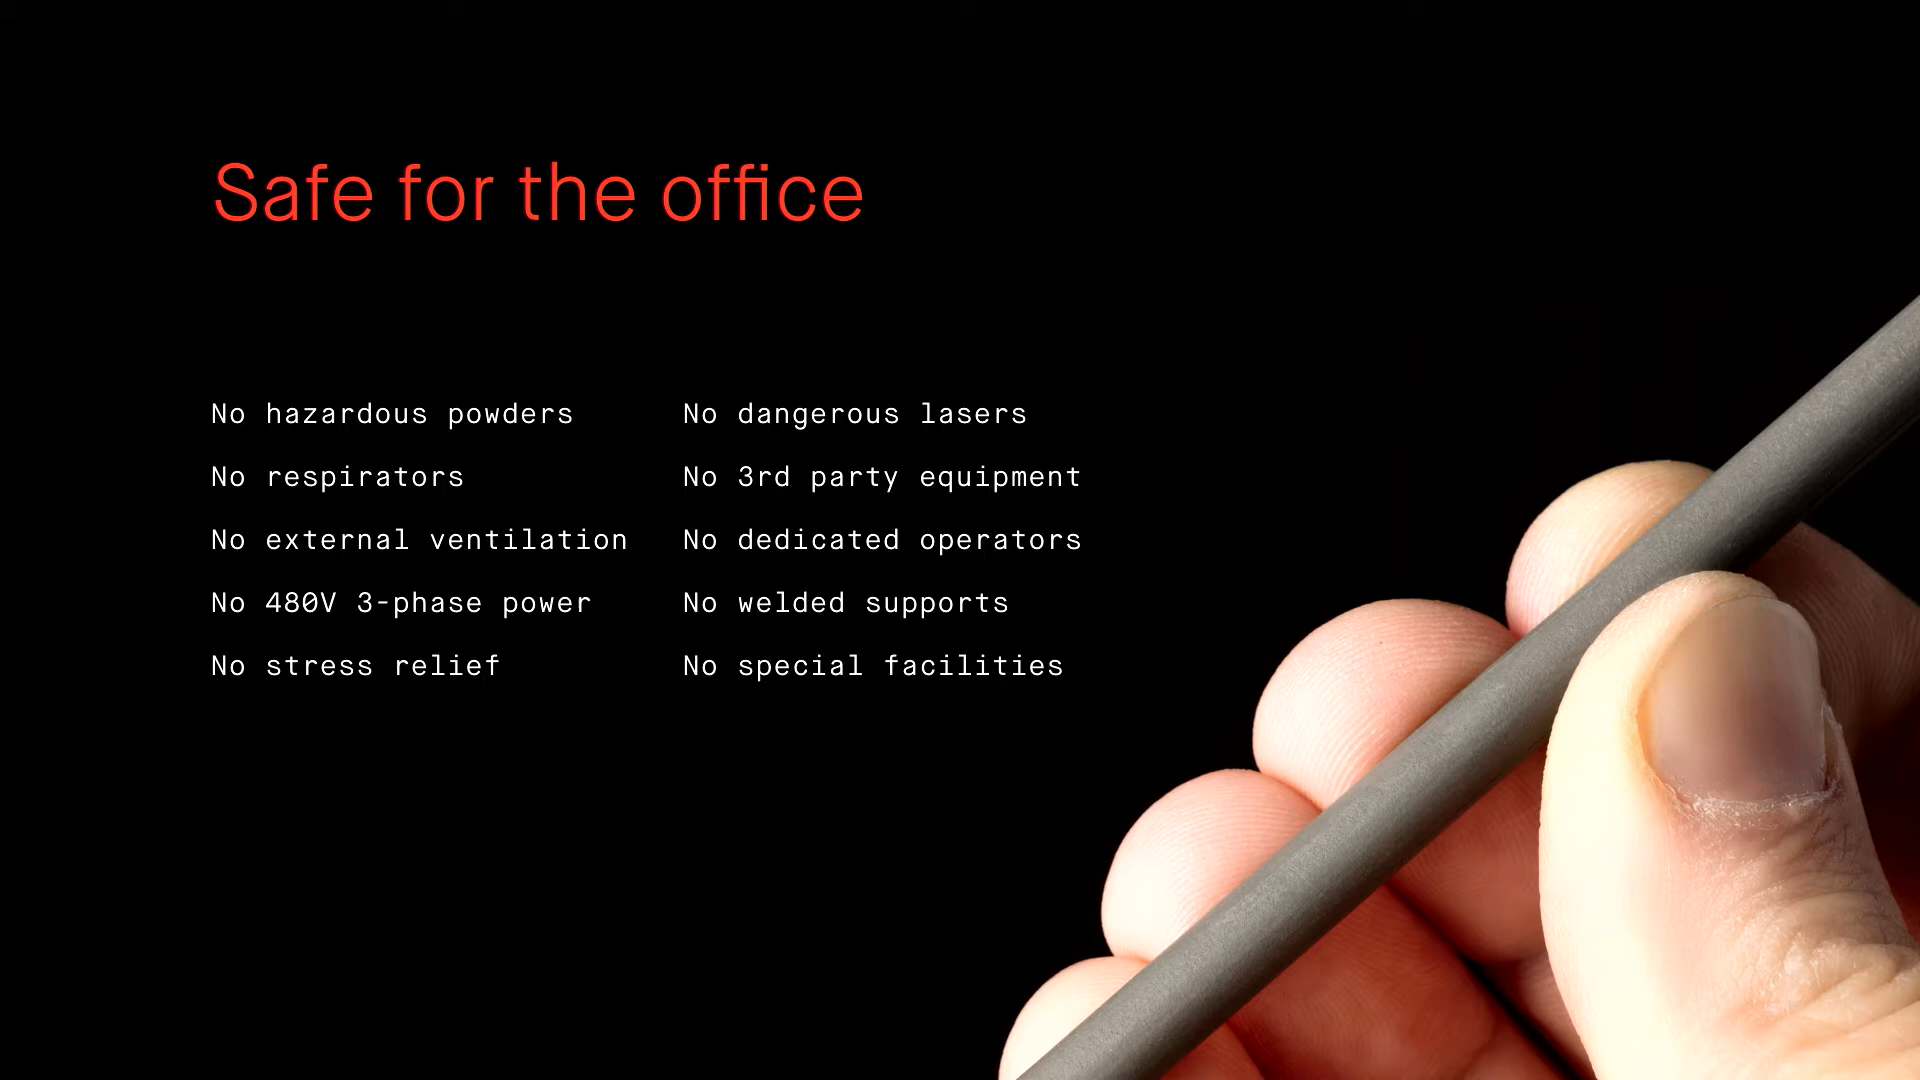 Safe for the office
No hazardous powders
No respirators
No external ventilation
No 480V 3-phase power
No stress relief
No dangerous lasers
No 3rd party equipment
No dedicated operators
No welded supports
No special facilities